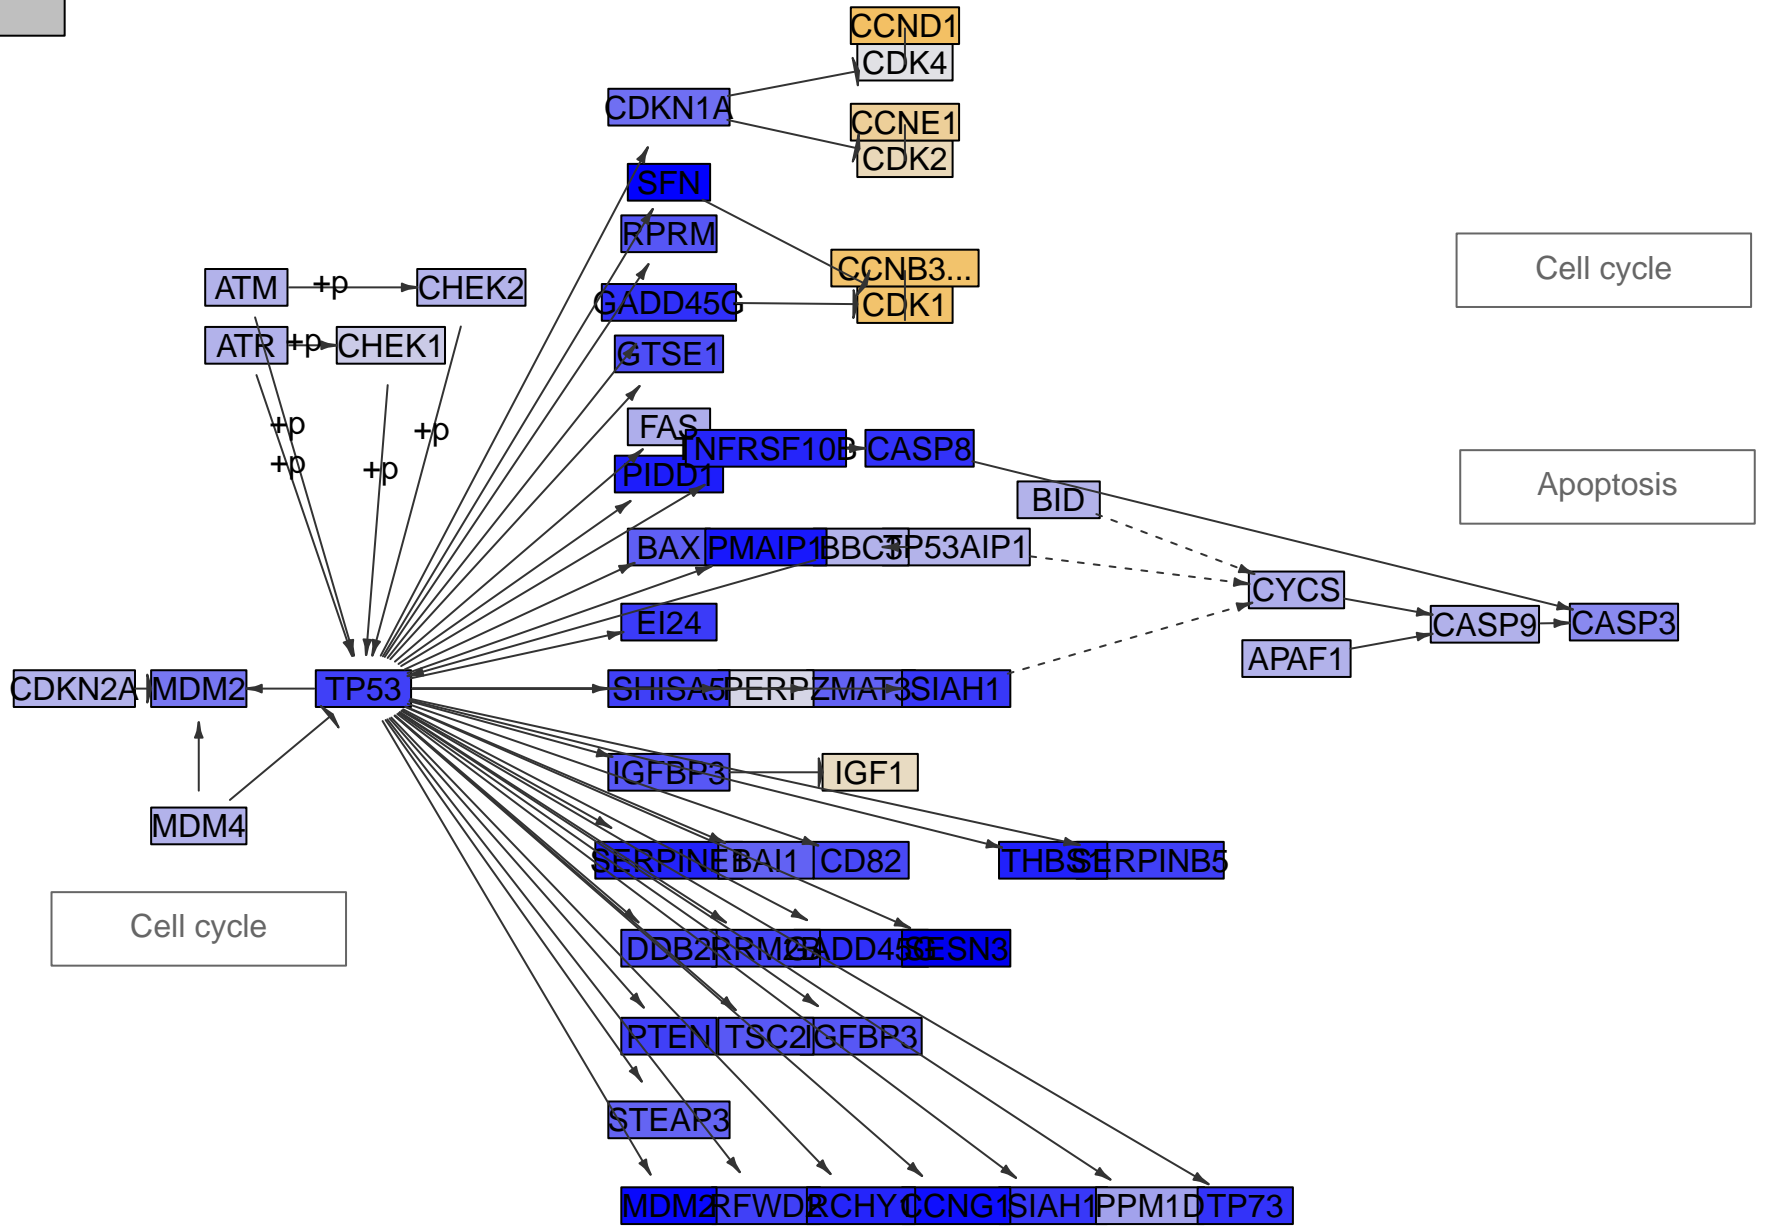 CCND1
CDK4
CDKN1A
CCNE1
CDK2
SFN
RPRM
CCNB3...
CDK1
GADD45G
Cell cycle
ATM
+p
CHEK2
ATR
+p
CHEK1
GTSE1
+p
+p
+p
+p
FAS
TNFRSF10B
CASP8
PIDD1
Apoptosis
BID
BAX
PMAIP1
BBC3
TP53AIP1
CYCS
CASP9
CASP3
APAF1
EI24
CDKN2A
MDM2
TP53
SHISA5
PERP
ZMAT3
SIAH1
IGFBP3
IGF1
MDM4
SERPINE1
BAI1
CD82
THBS1
SERPINB5
Cell cycle
DDB2
RRM2B
GADD45G
SESN3
PTEN
TSC2
IGFBP3
STEAP3
MDM2
RFWD2
RCHY1
CCNG1
SIAH1
PPM1D
TP73